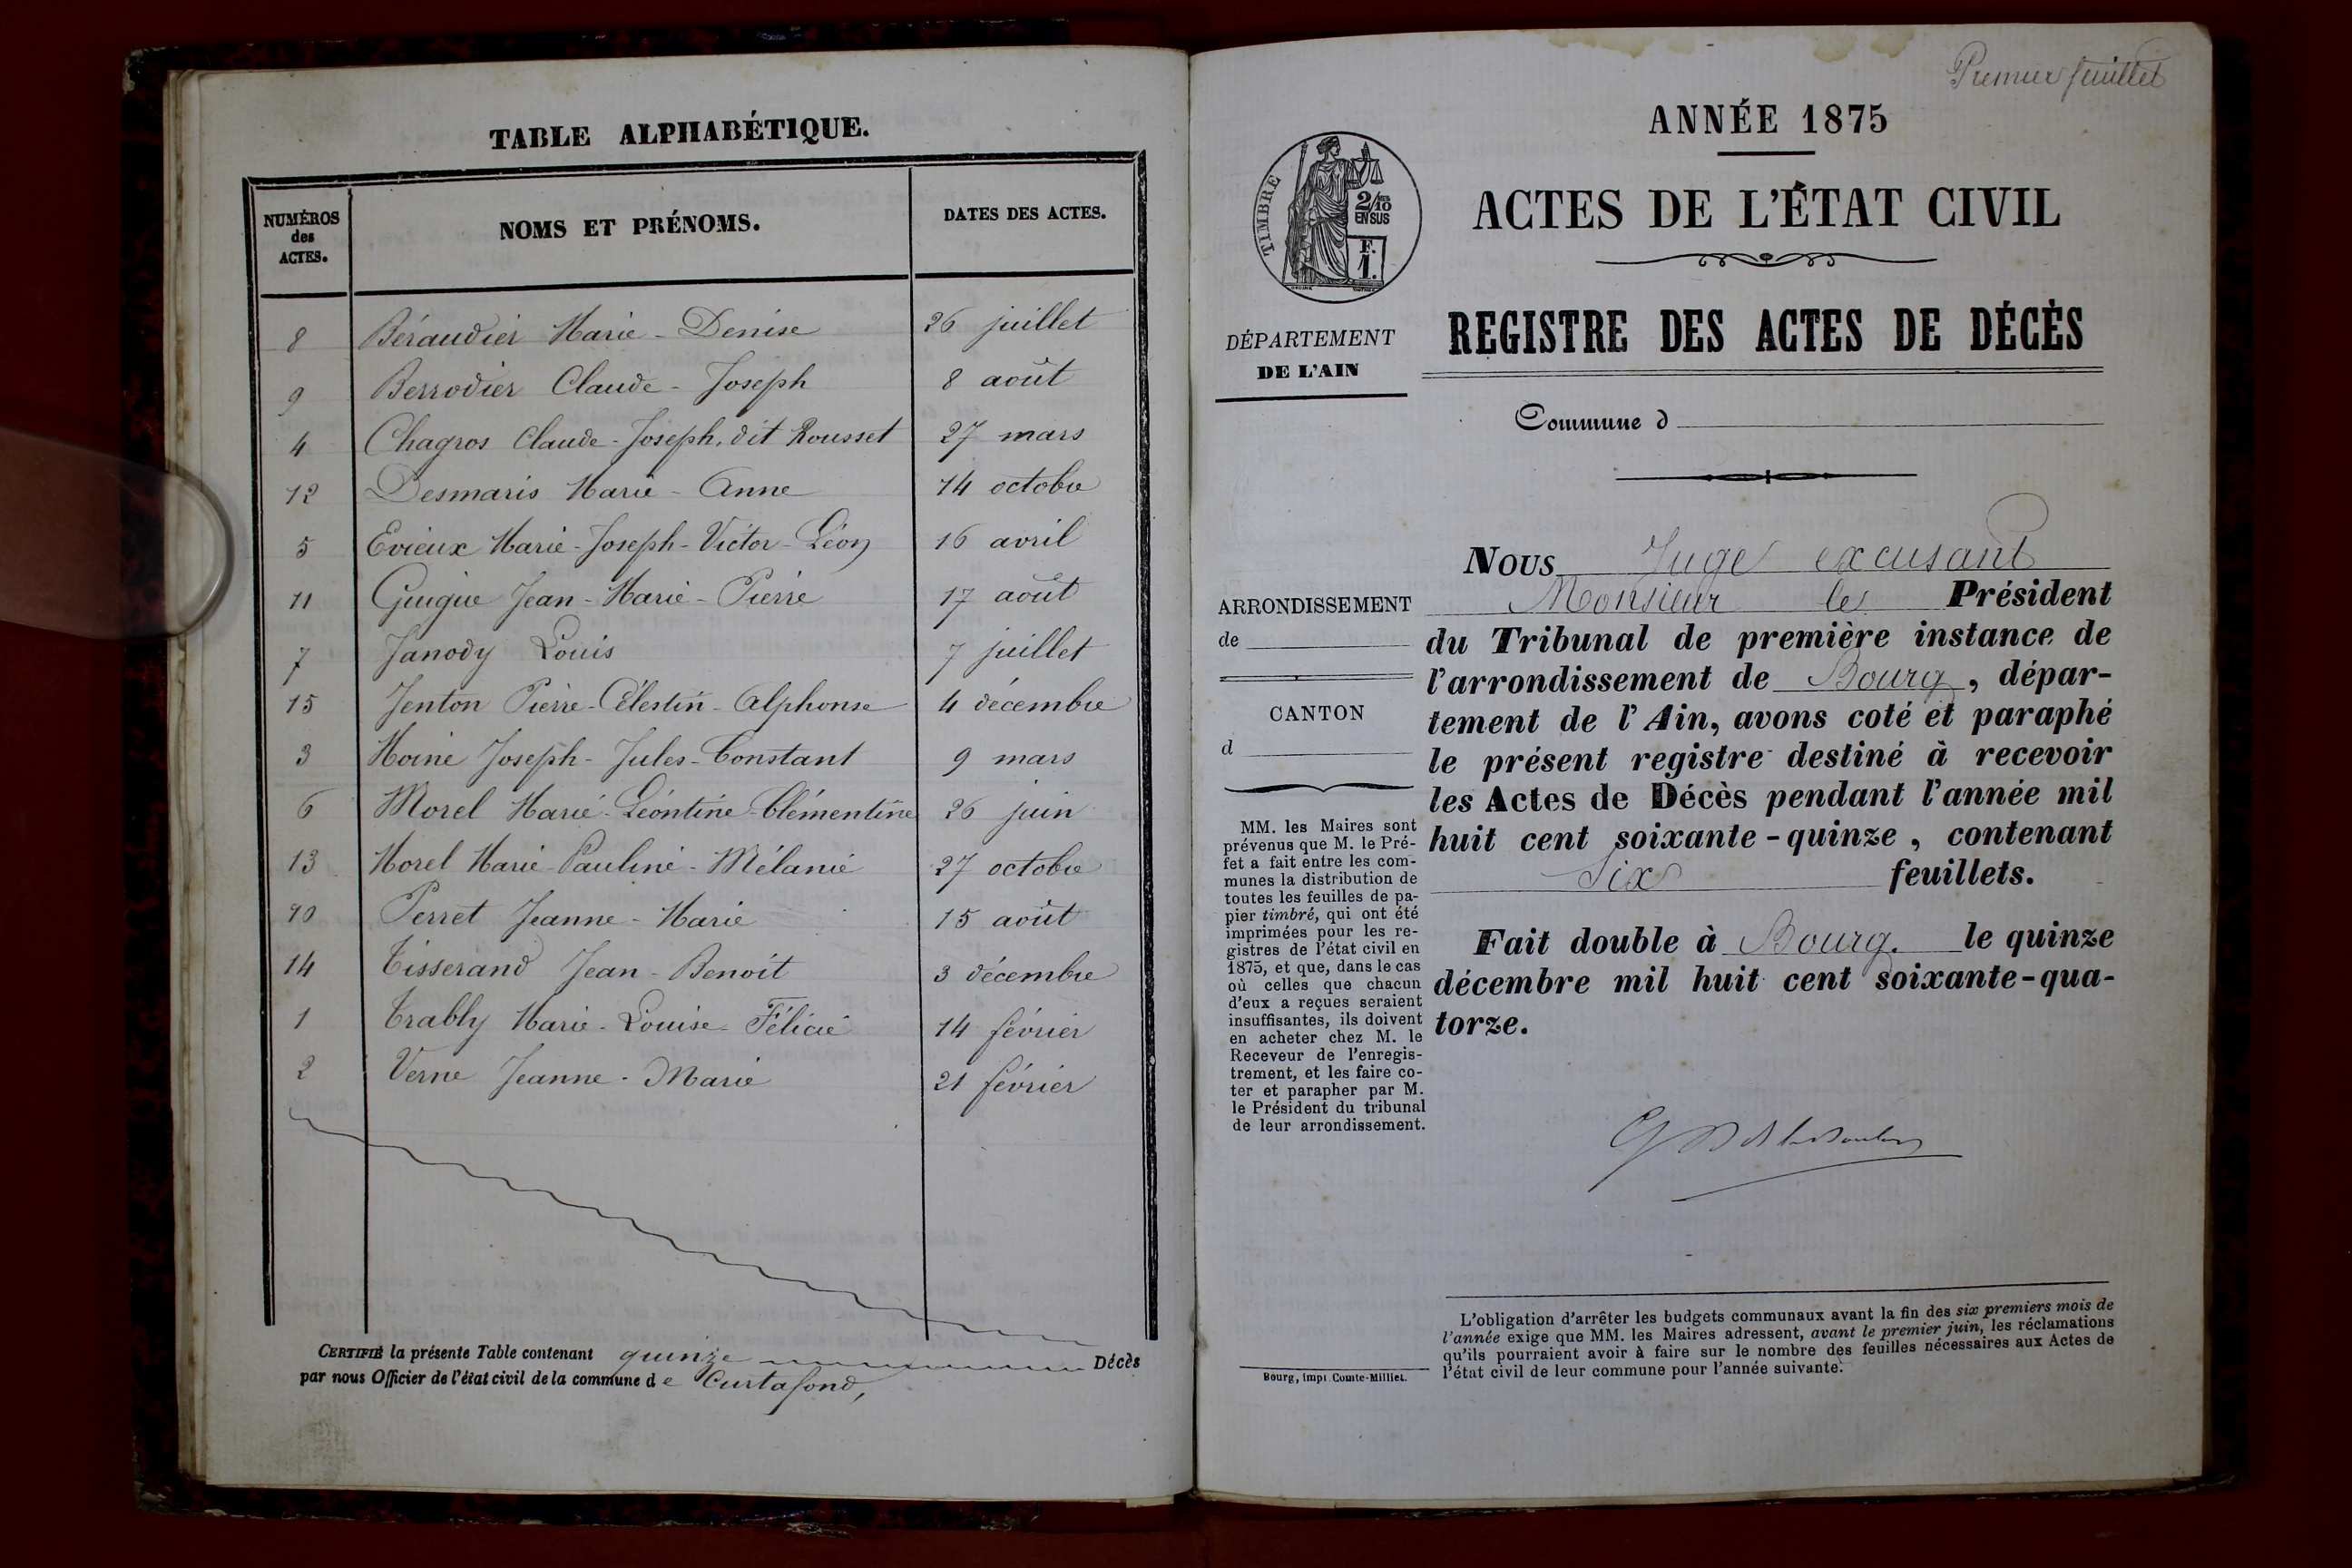 TABLE ALPHABÉTIQUE.
NUMÉROS des ACTES. NOMS ET PRÉNOMS. DATES DES ACTES.
8 Béraudier Marie - Denise 26 juillet
9 Berrodier Claude - Joseph 8 août
4 Chagros Claude - Joseph, dit Rousset 27 mars
12 Desmaris Marie - Anne 14 octobre
5 Evieux Marie - Joseph - Victor - Léon 16 avril
11 Guigue Jean - Marie - Pierre 17 août
7 Janody Louis 7 juillet
15 Jenton Pierre - Célestin - Alphonse 4 décembre
3 Moine Joseph - Jules - Constant 9 mars
6 Morel Marie - Léontine - Clémentine 26 juin
13 Morel Marie - Pauline - Mélanie 27 octobre
10 Perret Jeanne - Marie 15 août
14 Tisserand Jean - Benoit 3 décembre
1 Trably Marie - Louise - Félicie 14 février
2 Verne Jeanne - Marie 21 février
CERTIFIÉ la présente Table contenant quinze Décès
par nous Officier de l'état civil de la commune de Curtafond,
Premier feuillet
ANNÉE 1875
ACTES DE L'ÉTAT CIVIL
REGISTRE DES ACTES DE DÉCÈS
Commune d
TIMBRE
2/10 EN SUS
F.
1.
DÉPARTEMENT
DE L'AIN
ARRONDISSEMENT
de
CANTON
d
MM. les Maires sont
prévenus que M. le Pré-
fet a fait entre les com-
munes la distribution de
toutes les feuilles de pa-
pier timbré, qui ont été
imprimées pour les re-
gistres de l'état civil en
1875, et que, dans le cas
où celles que chacun
d'eux a reçues seraient
insuffisantes, ils doivent
en acheter chez M. le
Receveur de l'enregis-
trement, et les faire co-
ter et parapher par M.
le Président du tribunal
de leur arrondissement.
Bourg, impr. Comte-Milliet.
NOUS Juge excusant
Monsieur le Président
du Tribunal de première instance de
l'arrondissement de Bourg, dépar-
tement de l'Ain, avons coté et paraphé
le présent registre destiné à recevoir
les Actes de Décès pendant l'année mil
huit cent soixante-quinze, contenant
Six feuillets.
Fait double à Bourg. le quinze
décembre mil huit cent soixante-qua-
torze.
L'obligation d'arrêter les budgets communaux avant la fin des six premiers mois de
l'année exige que MM. les Maires adressent, avant le premier juin, les réclamations
qu'ils pourraient avoir à faire sur le nombre des feuilles nécessaires aux Actes de
l'état civil de leur commune pour l'année suivante.